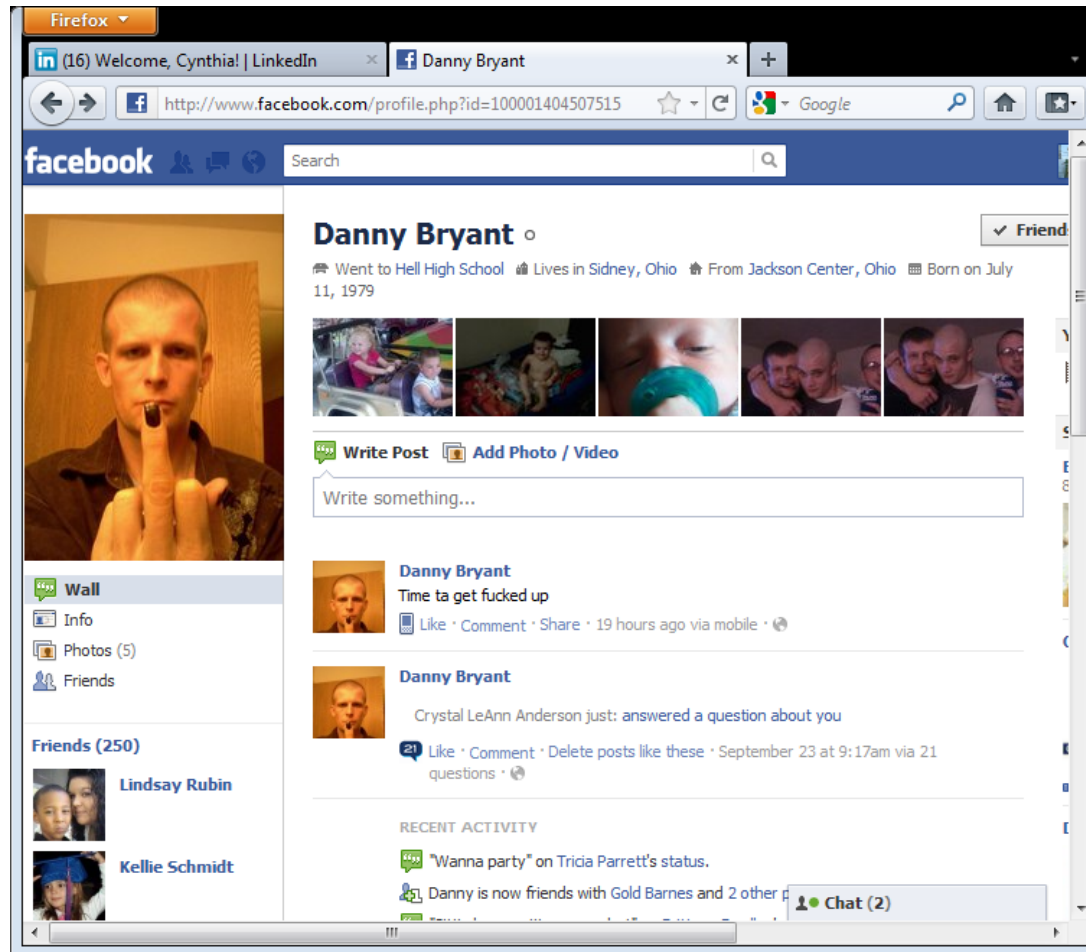 Firefox
in (16) Welcome, Cynthia! | LinkedIn
f Danny Bryant
http://www.facebook.com/profile.php?id=100001404507515
Google
facebook
Search
Danny Bryant
Friend
Went to Hell High School Lives in Sidney, Ohio From Jackson Center, Ohio Born on July
11, 1979
Write Post Add Photo / Video
Write something...
Wall
Info
Photos (5)
Friends
Friends (250)
Lindsay Rubin
Kellie Schmidt
Danny Bryant
Time ta get fucked up
Like · Comment · Share · 19 hours ago via mobile ·
Danny Bryant
Crystal LeAnn Anderson just: answered a question about you
21 Like · Comment · Delete posts like these · September 23 at 9:17am via 21
questions ·
RECENT ACTIVITY
"Wanna party" on Tricia Parrett's status.
Danny is now friends with Gold Barnes and 2 other p
Chat (2)